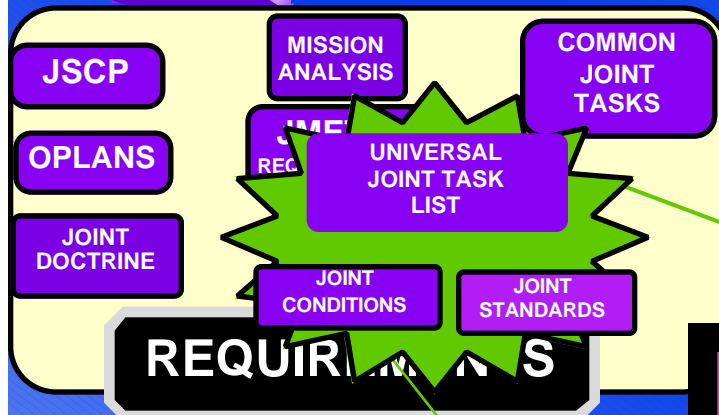 JSCP
OPLANS
JOINT
DOCTRINE
MISSION
ANALYSIS
COMMON
JOINT
TASKS
UNIVERSAL
JOINT TASK
LIST
JOINT
CONDITIONS
JOINT
STANDARDS